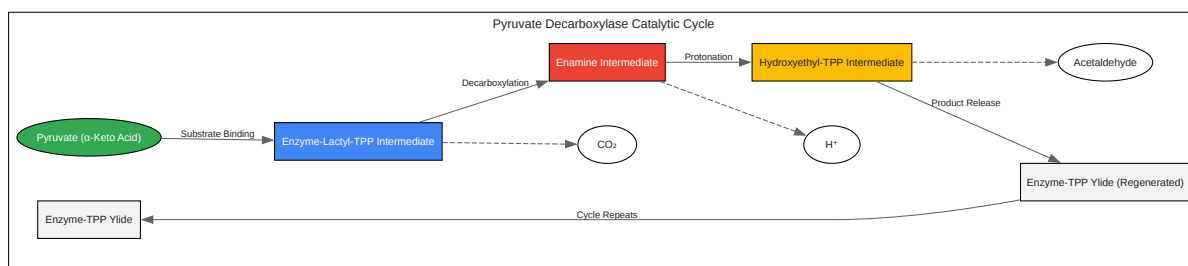 Pyruvate Decarboxylase Catalytic Cycle
Enamine Intermediate
Protonation
Hydroxyethyl-TPP Intermediate
Acetaldehyde
Decarboxylation
Product Release
Pyruvate (α-Keto Acid)
Substrate Binding
Enzyme-Lactyl-TPP Intermediate
CO₂
H⁺
Enzyme-TPP Ylide (Regenerated)
Enzyme-TPP Ylide
Cycle Repeats